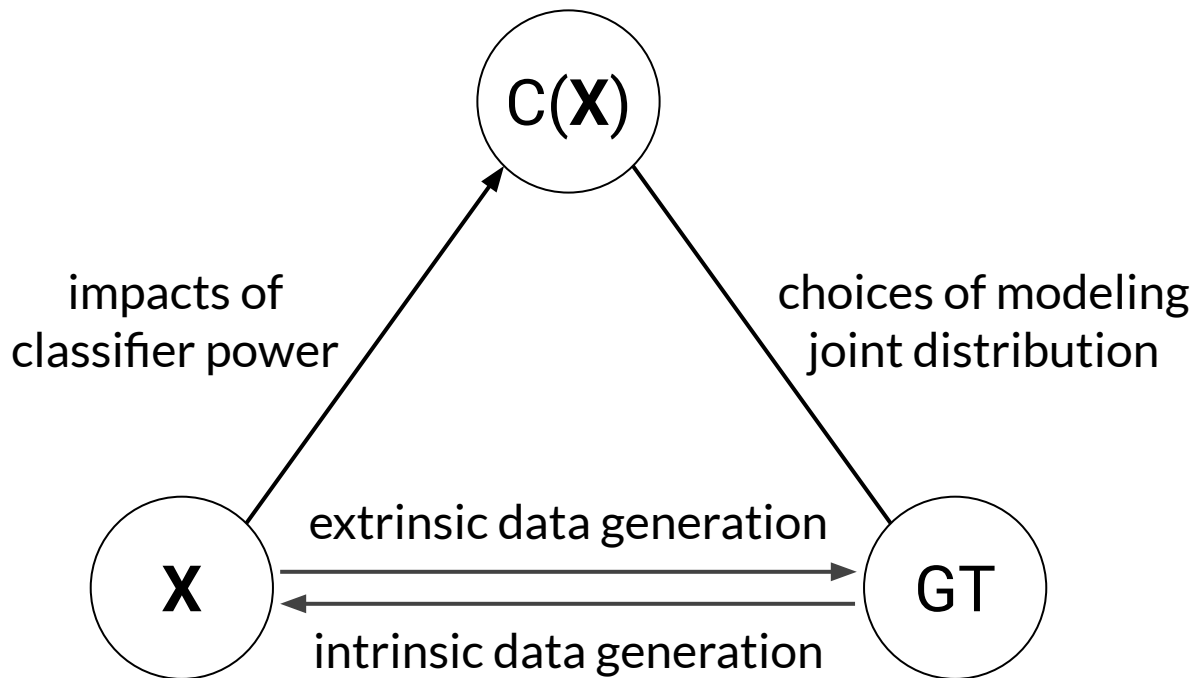 C(X)
impacts of
classifier power
choices of modeling
joint distribution
extrinsic data generation
X
GT
intrinsic data generation